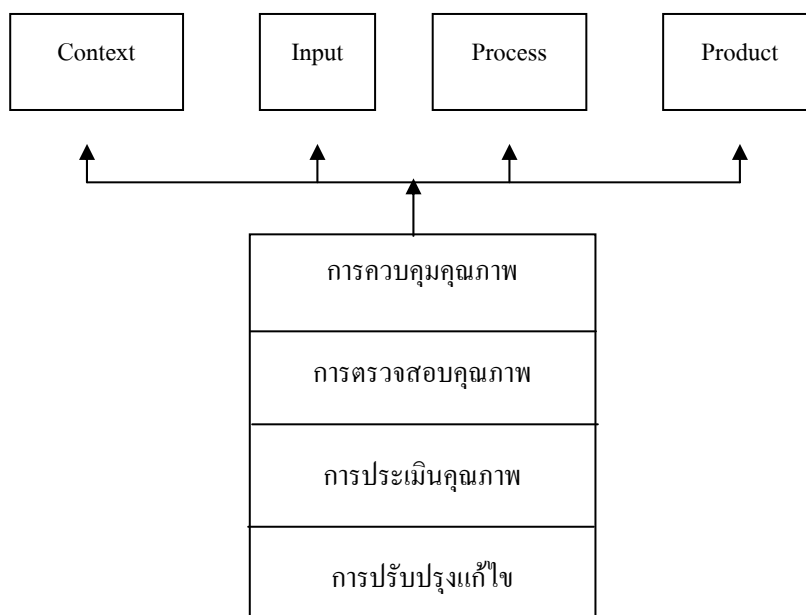 Context Input Process Product
การควบคุมคุณภาพ
การตรวจสอบคุณภาพ
การประเมินคุณภาพ
การปรับปรุงแก้ไข